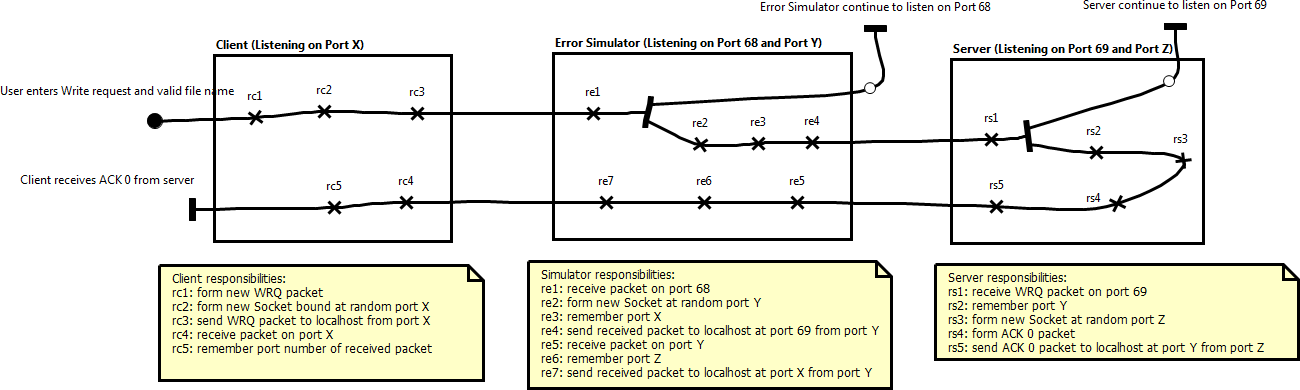 Error Simulator continue to listen on Port 68
Server continue to listen on Port 69
Client (Listening on Port X)
Error Simulator (Listening on Port 68 and Port Y)
Server (Listening on Port 69 and Port Z)
User enters Write request and valid file name
rc1
rc2
rc3
re1
re2
re3
re4
rs1
rs2
rs3
Client receives ACK 0 from server
rc5
rc4
re7
re6
re5
rs5
rs4
Client responsibilities:
rc1: form new WRQ packet
rc2: form new Socket bound at random port X
rc3: send WRQ packet to localhost from port X
rc4: receive packet on port X
rc5: remember port number of received packet
Simulator responsibilities:
re1: receive packet on port 68
re2: form new Socket at random port Y
re3: remember port X
re4: send received packet to localhost at port 69 from port Y
re5: receive packet on port Y
re6: remember port Z
re7: send received packet to localhost at port X from port Y
Server responsibilities:
rs1: receive WRQ packet on port 69
rs2: remember port Y
rs3: form new Socket at random port Z
rs4: form ACK 0 packet
rs5: send ACK 0 packet to localhost at port Y from port Z